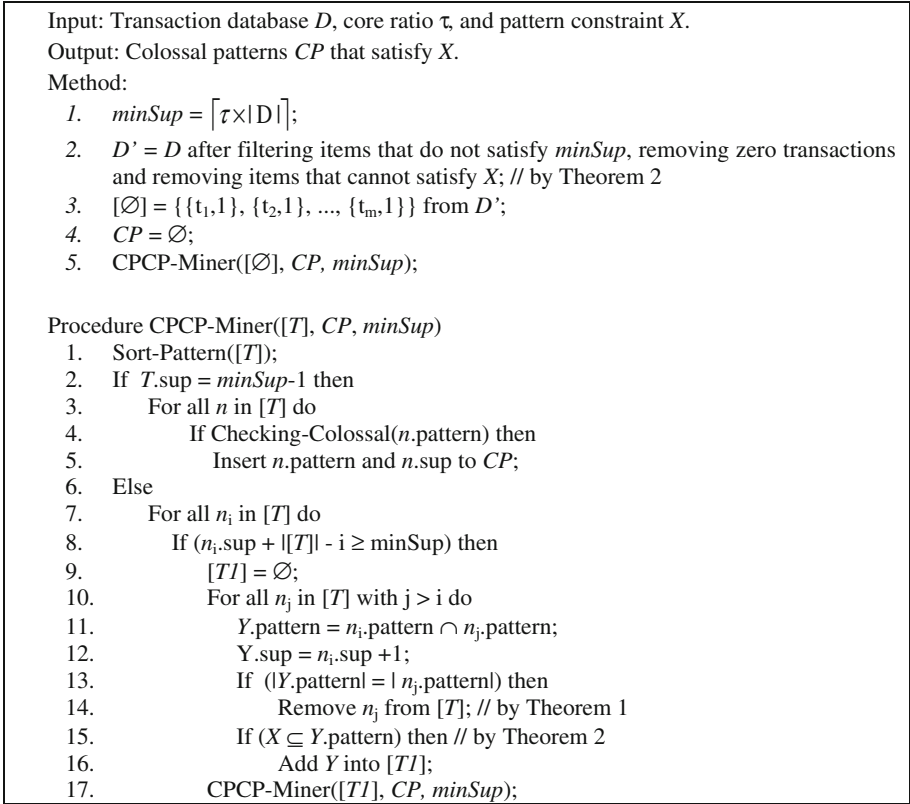 Input: Transaction database D, core ratio τ, and pattern constraint X.
Output: Colossal patterns CP that satisfy X.
Method:
1. minSup = ⌈τ×|D|⌉;
2. D’ = D after filtering items that do not satisfy minSup, removing zero transactions
and removing items that cannot satisfy X; // by Theorem 2
3. [∅] = {{t₁,1}, {t₂,1}, ..., {tₘ,1}} from D’;
4. CP = ∅;
5. CPCP-Miner([∅], CP, minSup);
Procedure CPCP-Miner([T], CP, minSup)
1. Sort-Pattern([T]);
2. If T.sup = minSup-1 then
3. For all n in [T] do
4. If Checking-Colossal(n.pattern) then
5. Insert n.pattern and n.sup to CP;
6. Else
7. For all nᵢ in [T] do
8. If (nᵢ.sup + |[T]| - i ≥ minSup) then
9. [T1] = ∅;
10. For all nⱼ in [T] with j > i do
11. Y.pattern = nᵢ.pattern ∩ nⱼ.pattern;
12. Y.sup = nᵢ.sup +1;
13. If (|Y.pattern| = | nⱼ.pattern|) then
14. Remove nⱼ from [T]; // by Theorem 1
15. If (X ⊆ Y.pattern) then // by Theorem 2
16. Add Y into [T1];
17. CPCP-Miner([T1], CP, minSup);